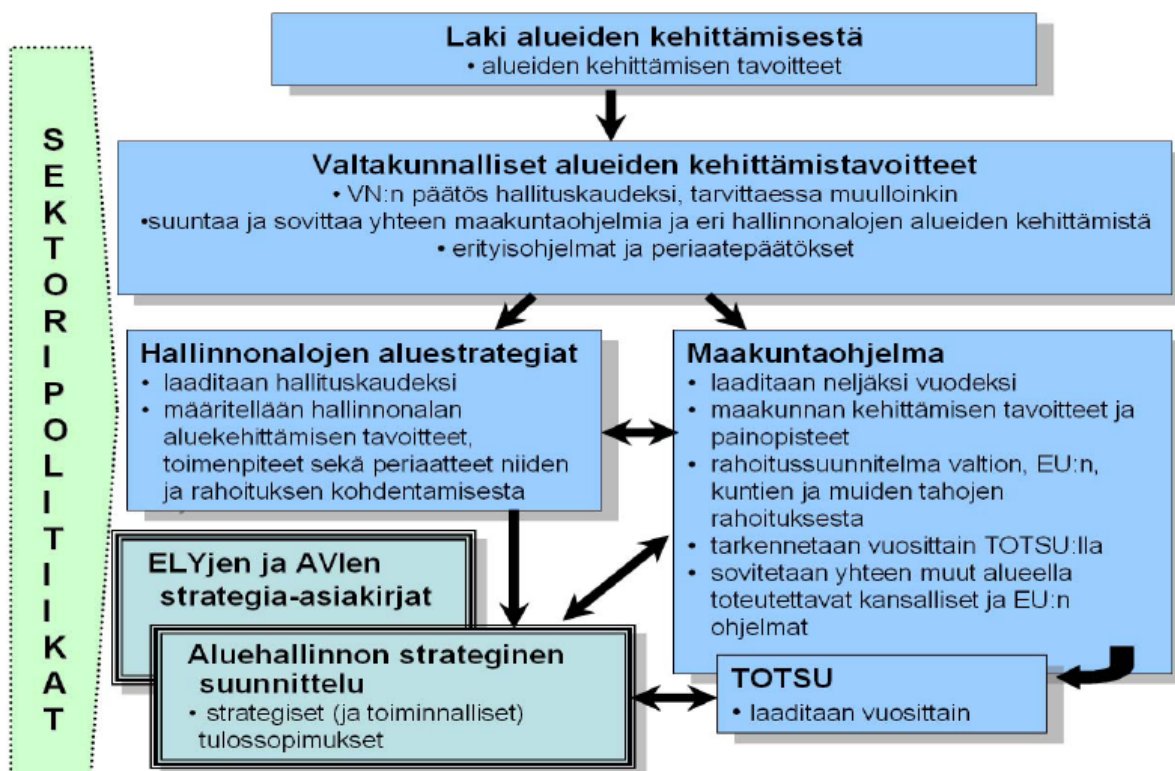 Laki alueiden kehittämisestä
• alueiden kehittämisen tavoitteet
SEKTORIPOLITIIKAT
Valtakunnalliset alueiden kehittämistavoitteet
• VN:n päätös hallituskaudeksi, tarvittaessa muulloinkin
•suuntaa ja sovittaa yhteen maakuntaohjelmia ja eri hallinnonalojen alueiden kehittämistä
• erityisohjelmat ja periaatepäätökset
Hallinnonalojen aluestrategiat
• laaditaan hallituskaudeksi
• määritellään hallinnonalan
aluekehittämisen tavoitteet,
toimenpiteet sekä periaatteet niiden
ja rahoituksen kohdentamisesta
Maakuntaohjelma
• laaditaan neljäksi vuodeksi
• maakunnan kehittämisen tavoitteet ja
painopisteet
• rahoitussuunnitelma valtion, EU:n,
kuntien ja muiden tahojen
rahoituksesta
• tarkennetaan vuosittain TOTSU:lla
• sovitetaan yhteen muut alueella
toteutettavat kansalliset ja EU:n
ohjelmat
ELYjen ja AVIen
strategia-asiakirjat
Aluehallinnon strateginen
suunnittelu
• strategiset (ja toiminnalliset)
tulossopimukset
TOTSU
• laaditaan vuosittain